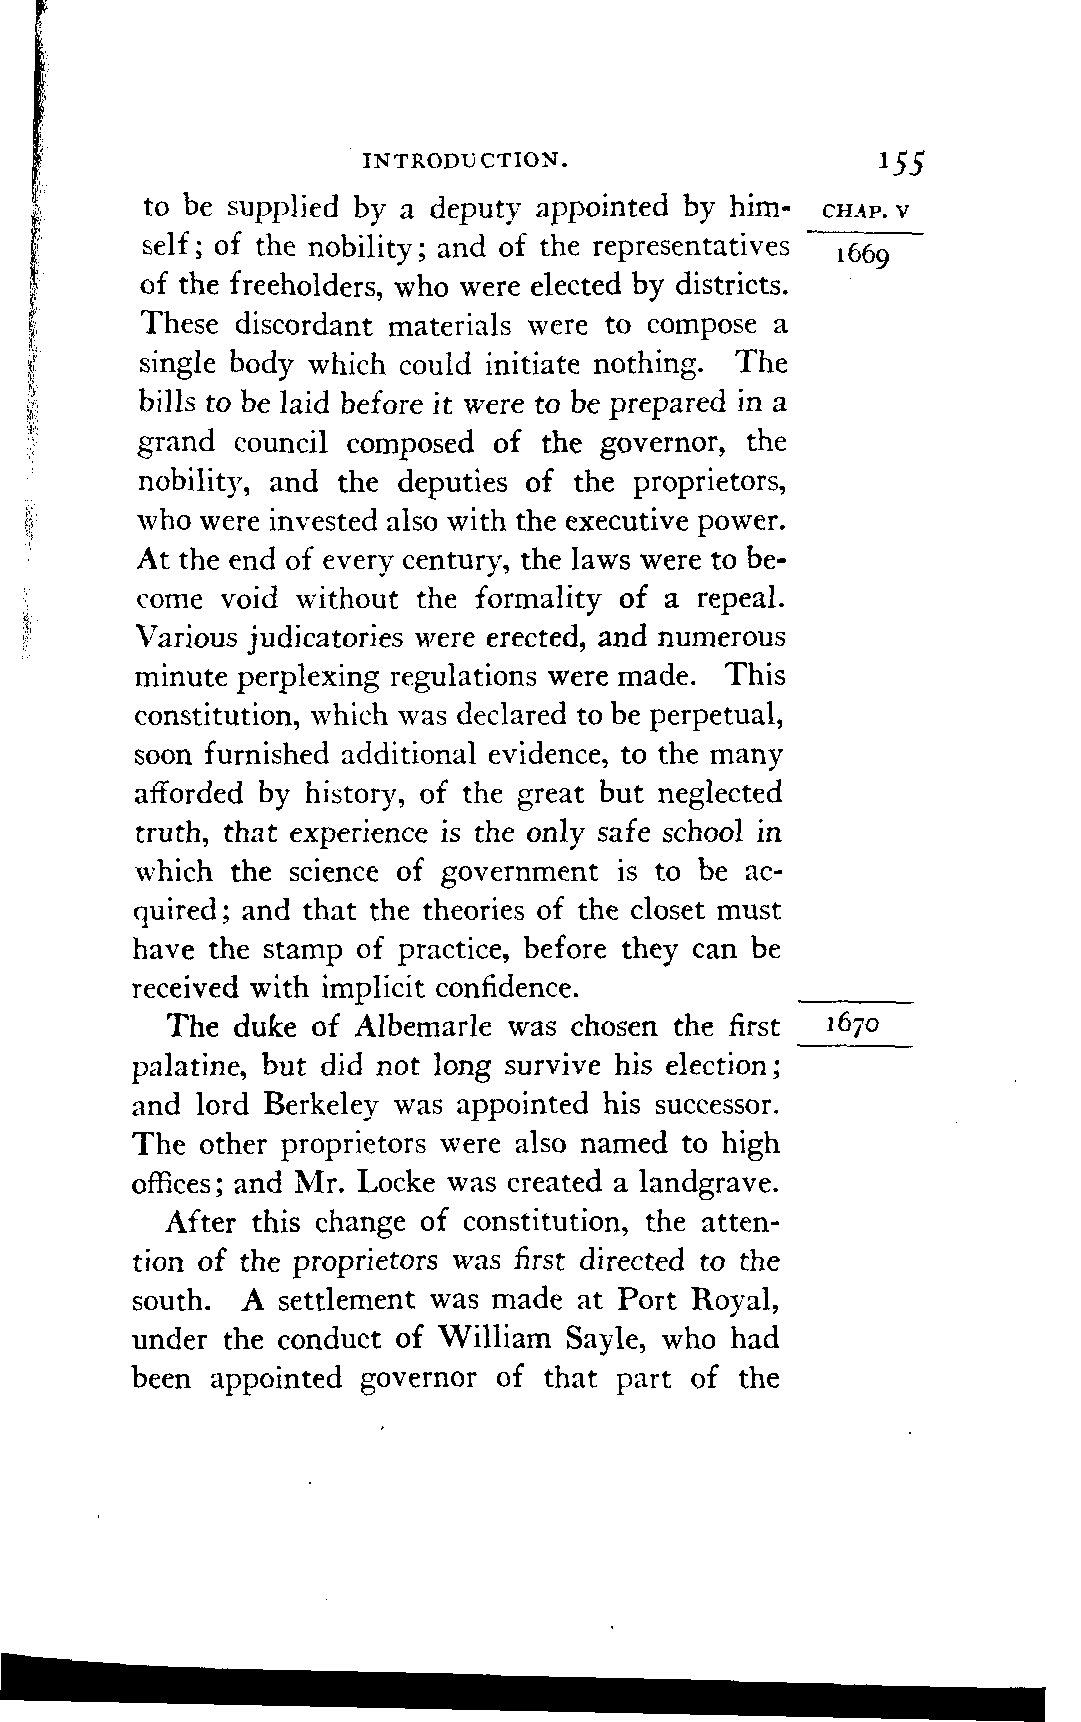 INTRODUCTION. 155
to be supplied by a deputy appointed by him- CHAP. V
self; of the nobility; and of the representatives 1669
of the freeholders, who were elected by districts.
These discordant materials were to compose a
single body which could initiate nothing. The
bills to be laid before it were to be prepared in a
grand council composed of the governor, the
nobility, and the deputies of the proprietors,
who were invested also with the executive power.
At the end of every century, the laws were to be-
come void without the formality of a repeal.
Various judicatories were erected, and numerous
minute perplexing regulations were made. This
constitution, which was declared to be perpetual,
soon furnished additional evidence, to the many
afforded by history, of the great but neglected
truth, that experience is the only safe school in
which the science of government is to be ac-
quired; and that the theories of the closet must
have the stamp of practice, before they can be
received with implicit confidence.
The duke of Albemarle was chosen the first 1670
palatine, but did not long survive his election;
and lord Berkeley was appointed his successor.
The other proprietors were also named to high
offices; and Mr. Locke was created a landgrave.
After this change of constitution, the atten-
tion of the proprietors was first directed to the
south. A settlement was made at Port Royal,
under the conduct of William Sayle, who had
been appointed governor of that part of the